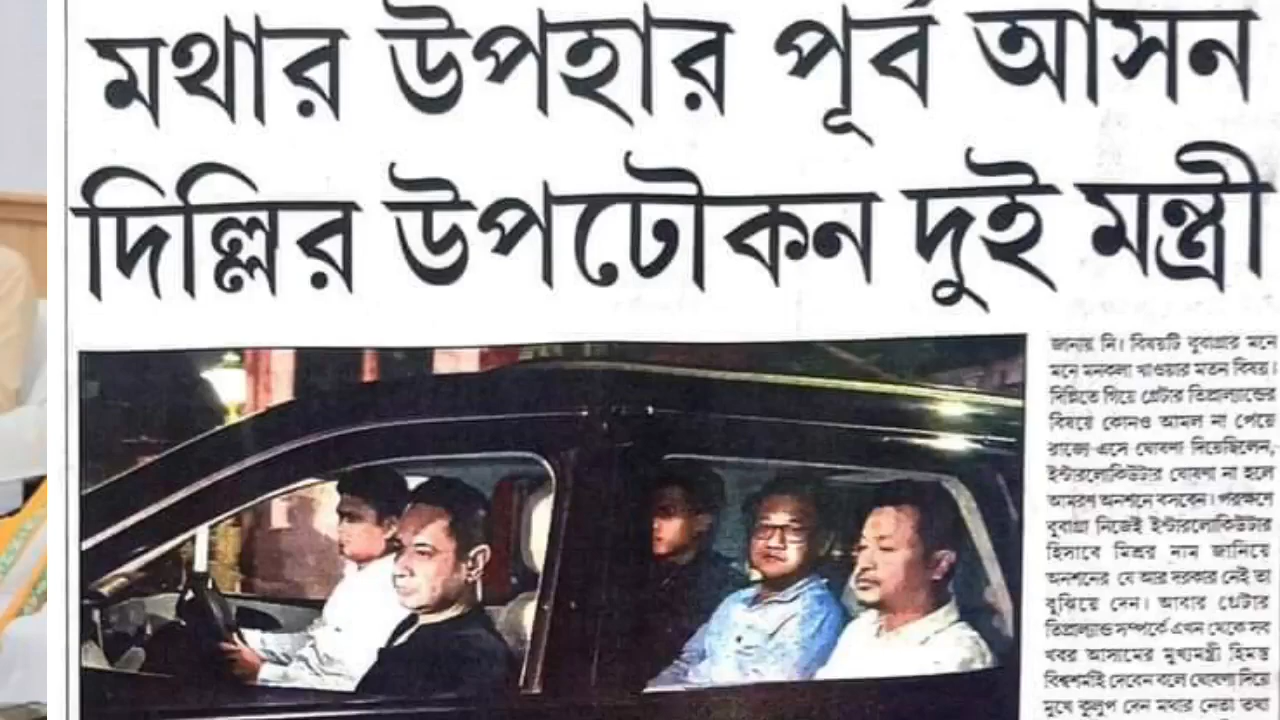 মথার উপহার পূর্ব আসন
দিল্লির উপঢৌকন দুই মন্ত্রী
জানায় নি। বিষয়টি বুবাগ্রার মনে
মনে মনকলা খাওয়ার মতন বিষয়।
দিল্লিতে গিয়ে গ্রেটার তিপ্রাল্যান্ডের
বিষয়ে কোনও আমল না পেয়ে
রাজ্যে এসে ঘোষণা দিয়েছিলেন,
ইন্টারলোকিউটার ঘোষণা না হলে
আমরণ অনশনে বসবেন। পরক্ষণে
বুবাগ্রা নিজেই ইন্টারলোকিউটার
হিসাবে মিশ্রর নাম জানিয়ে
অনশনের যে আর দরকার নেই তা
বুঝিয়ে দেন। আবার গ্রেটার
তিপ্রাল্যান্ড সম্পর্কে এখন থেকে সব
খবর আসামের মুখ্যমন্ত্রী হিমন্ত
বিশ্বশর্মাই দেবেন বলে ঘোষণা দিয়ে
মুখে কুলুপ দেন মথার নেতা তথা